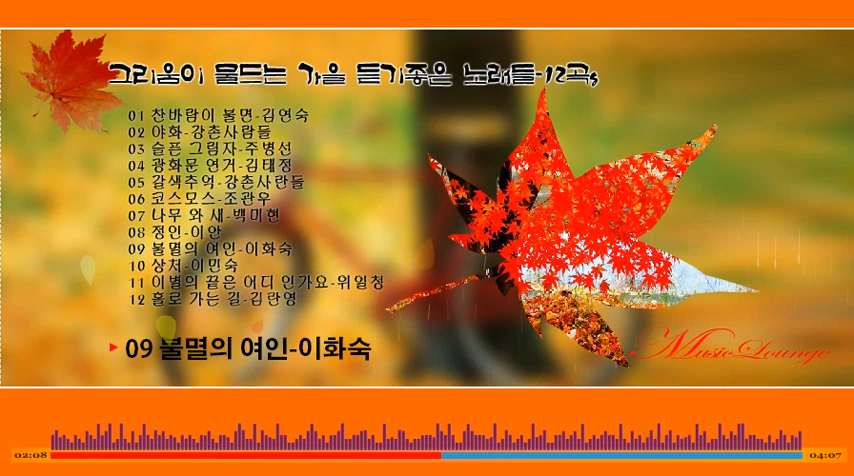 그리움이 물드는 가을 듣기좋은 노래들-12곡s
01 찬바람이 불면-김연숙
02 야화-강촌사람들
03 슬픈 그림자-주병선
04 광화문 연가-김태정
05 갈색추억-강촌사람들
06 코스모스-조관우
07 나무 와 새-백미현
08 정인-이안
09 불멸의 여인-이화숙
10 상처-이민숙
11 이별의 끝은 어디 인가요-위일청
12 홀로 가는 길-김란영
09 불멸의 여인-이화숙
Music Lounge
02:08
04:07